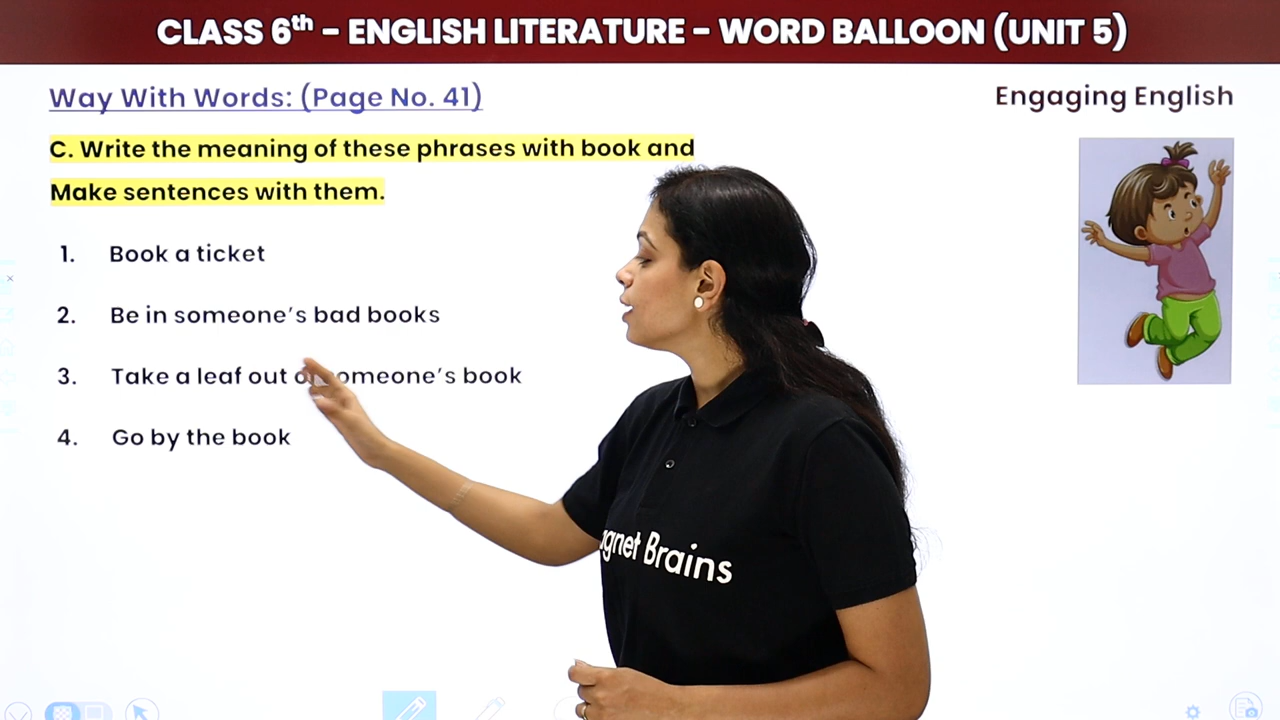 CLASS 6th – ENGLISH LITERATURE – WORD BALLOON (UNIT 5)
Way With Words: (Page No. 41)
Engaging English
C. Write the meaning of these phrases with book and
Make sentences with them.
1. Book a ticket
2. Be in someone's bad books
3. Take a leaf out someone's book
4. Go by the book
Brains